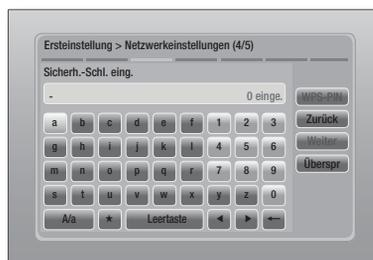 Ersteinstellung > Netzwerkeinstellungen (4/5)
Sicherh.-Schl. eing.
- 0 einge.
WPS-PIN
a b c d e f 1 2 3
Zurück
g h i j k l 4 5 6
Weiter
m n o p q r 7 8 9
Überspr
s t u v w x y z 0
A/a ★ Leertaste ◀ ▶ ←